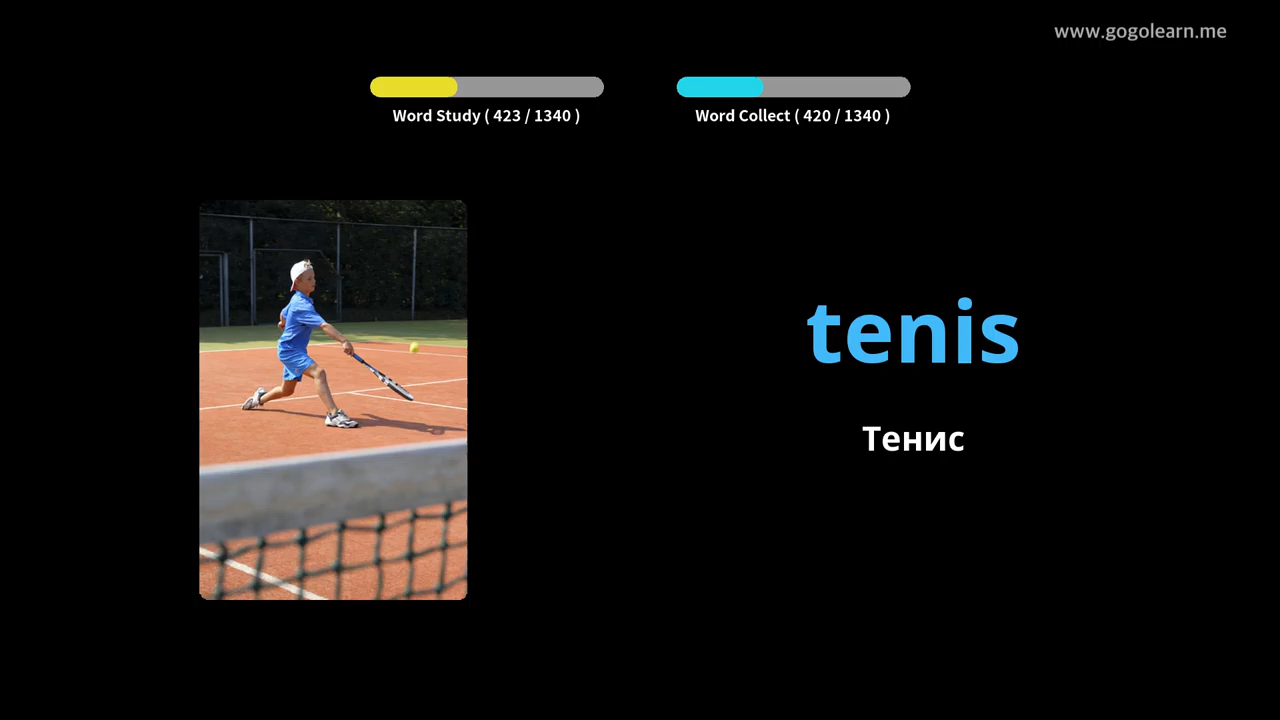 www.gogolearn.me
Word Study ( 423 / 1340 )
Word Collect ( 420 / 1340 )
tenis
Тенис